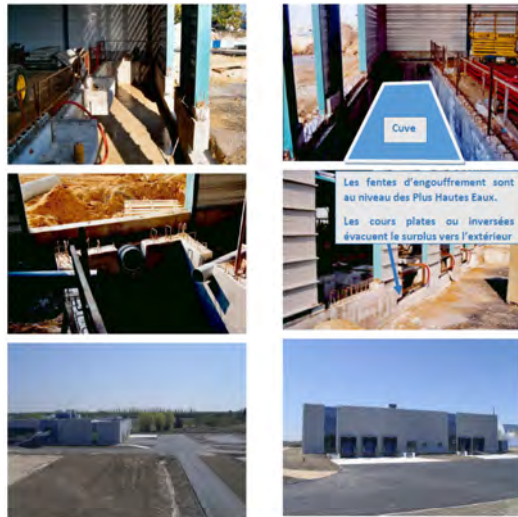 Cuve
Les fentes d'engouffrement sont
au niveau des Plus Hautes Eaux.
Les cours plates ou inversées
évacuent le surplus vers l'extérieur